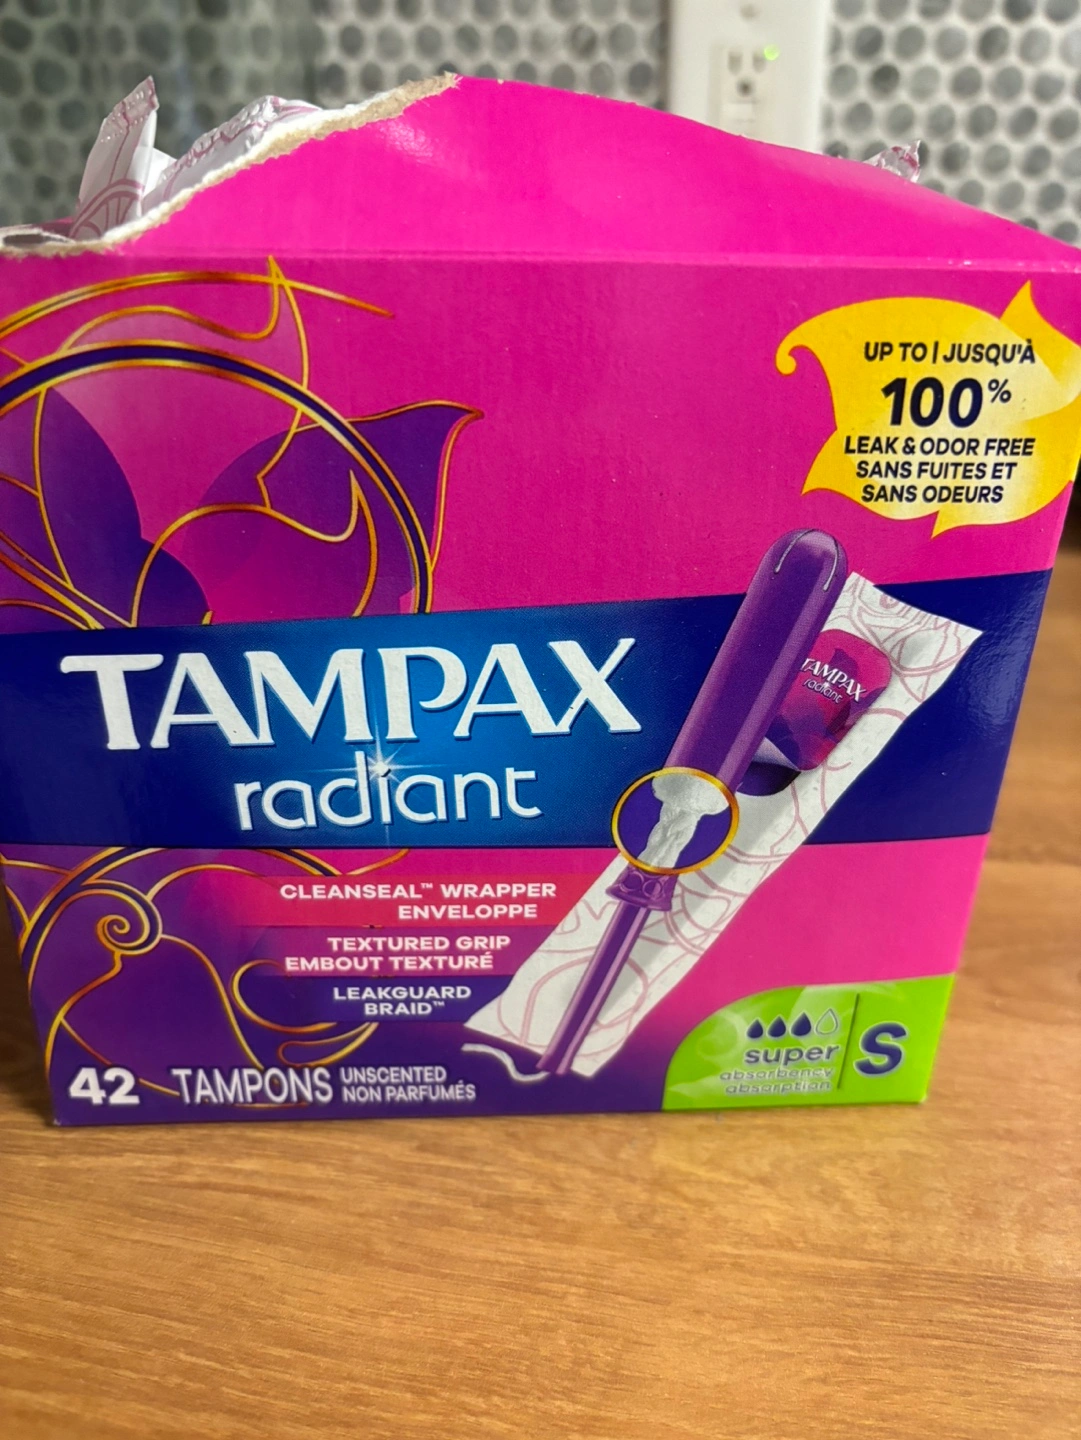 UP TO | JUSQU'À
100%
LEAK & ODOR FREE
SANS FUITES ET
SANS ODEURS
TAMPAX
radiant
TAMPAX
radiant
CLEANSEAL™ WRAPPER
ENVELOPPE
TEXTURED GRIP
EMBOUT TEXTURÉ
LEAKGUARD
BRAID™
42 TAMPONS UNSCENTED
NON PARFUMÉS
super S
absorbency
absorption